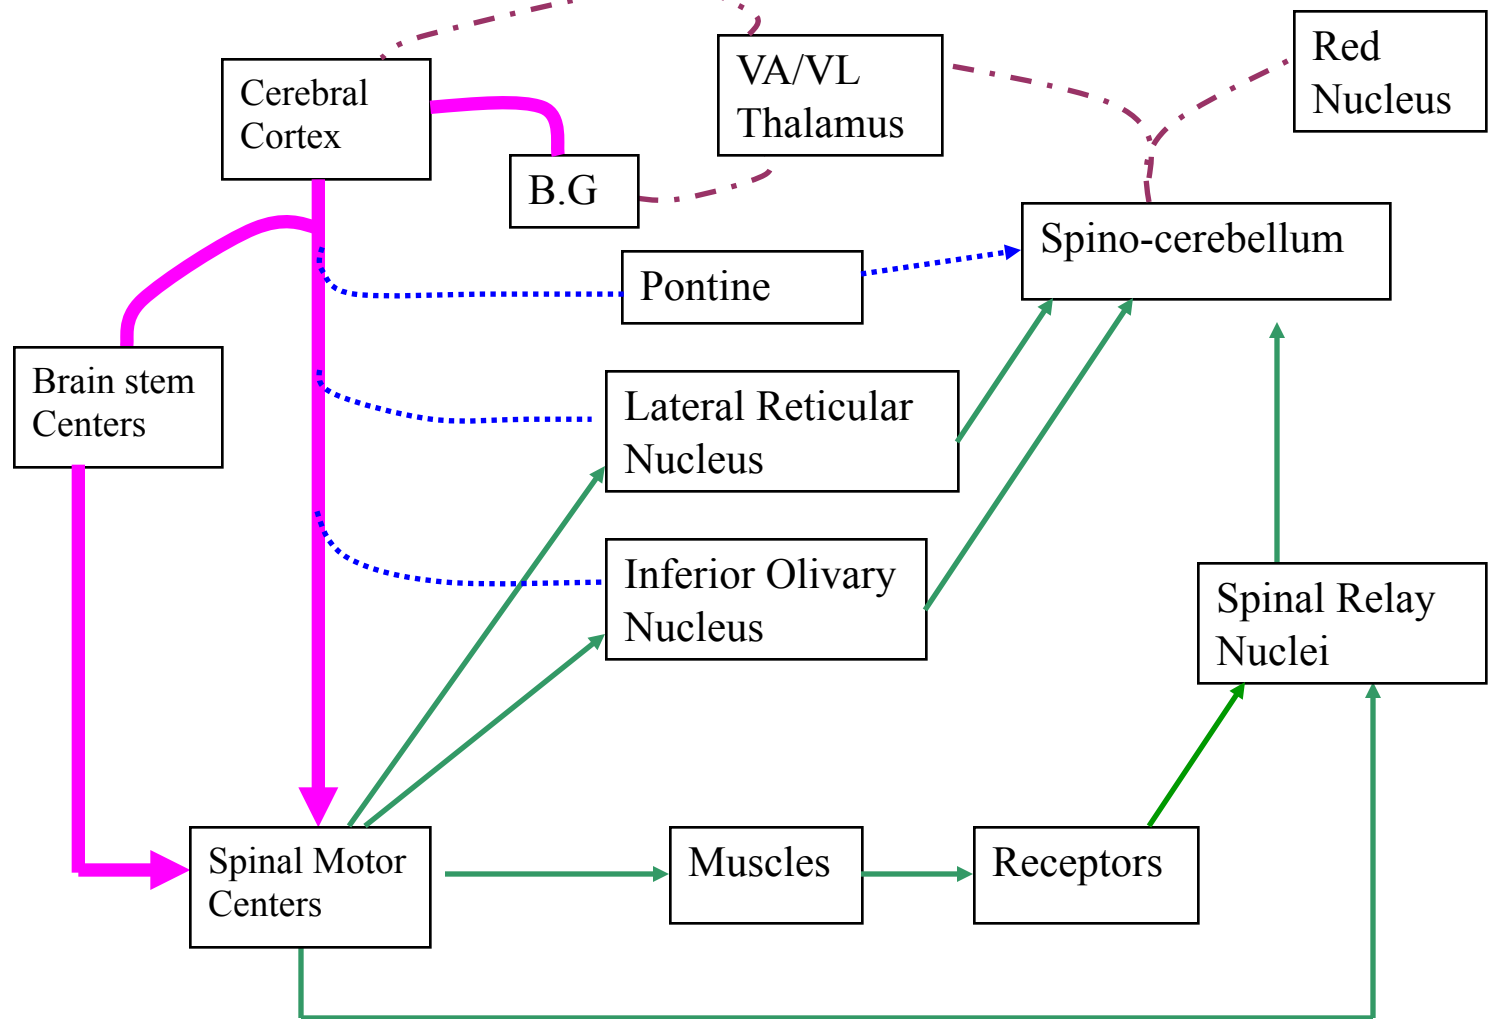 Cerebral
Cortex
VA/VL
Thalamus
Red
Nucleus
B.G
Spino-cerebellum
Pontine
Brain stem
Centers
Lateral Reticular
Nucleus
Inferior Olivary
Nucleus
Spinal Relay
Nuclei
Spinal Motor
Centers
Muscles
Receptors